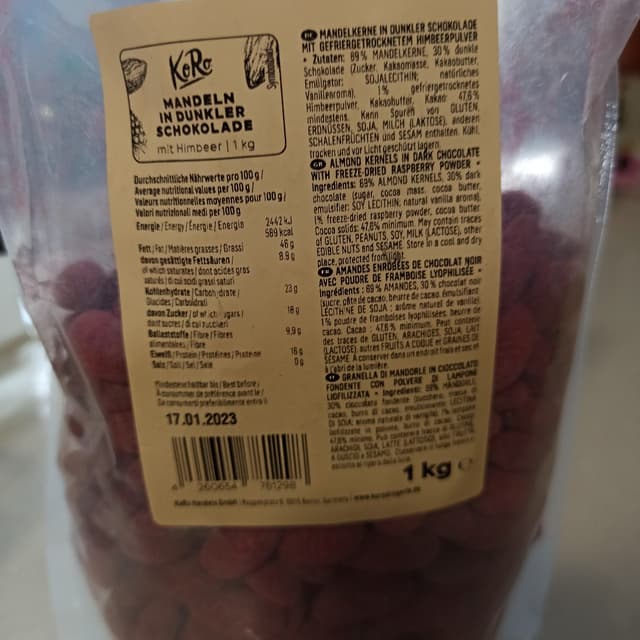 KoRo
Symbolbild
MANDELN
IN DUNKLER
SCHOKOLADE
mit Himbeer | 1 kg
Durchschnittliche Nährwerte pro 100 g /
Average nutritional values per 100 g /
Valeurs nutritionnelles moyennes pour 100 g /
Valori nutrizionali medi per 100 g
Energie / Energy / Énergie / Energia 2442 kJ
589 kcal
Fett / Fat / Matières grasses / Grassi 46 g
davon gesättigte Fettsäuren / 8.9 g
of which saturates / dont acides gras
saturés / di cui acidi grassi saturi
Kohlenhydrate / Carbohydrate / 23 g
Glucides / Carboidrati
davon Zucker / of which sugars / 18 g
dont sucres / di cui zuccheri
Ballaststoffe / Fibre / Fibres 9,9 g
alimentaires / Fibre
Eiweiß / Protein / Protéines / Proteine 16 g
Salz / Salt / Sel / Sale 0 g
Mindestens haltbar bis / Best before /
À consommer de préférence avant le /
Da consumarsi preferibilmente entro il
17.01.2023
4 260654 781298
KoRo Handels GmbH
DE MANDELKERNE IN DUNKLER SCHOKOLADE
MIT GEFRIERGETROCKNETEM HIMBEERPULVER
• Zutaten: 69 % MANDELKERNE, 30 % dunkle
Schokolade (Zucker, Kakaomasse, Kakaobutter,
Emulgator: SOJALECITHIN; natürliches
Vanillearoma), 1% gefriergetrocknetes
Himbeerpulver, Kakaobutter, Kakao: 47,6 %
mindestens. Kann Spuren von GLUTEN,
ERDNÜSSEN, SOJA, MILCH (LAKTOSE), anderen
SCHALENFRÜCHTEN und SESAM enthalten. Kühl,
trocken und vor Licht geschützt lagern.
ALMOND KERNELS IN DARK CHOCOLATE
WITH FREEZE-DRIED RASPBERRY POWDER •
Ingredients: 69% ALMOND KERNELS, 30% dark
chocolate (sugar, cocoa mass, cocoa butter,
emulsifier: SOY LECITHIN; natural vanilla aroma),
1% freeze-dried raspberry powder, cocoa butter,
Cocoa solids: 47,6% minimum. May contain traces
of GLUTEN, PEANUTS, SOY, MILK (LACTOSE), other
EDIBLE NUTS and SESAME. Store in a cool and dry
place, protected from light.
AMANDES ENROBÉES DE CHOCOLAT NOIR
AVEC POUDRE DE FRAMBOISE LYOPHILISÉE •
Ingrédients : 69 % AMANDES, 30 % chocolat noir
(sucre, pâte de cacao, beurre de cacao, émulsifiant :
LÉCITHINE DE SOJA ; arôme naturel de vanille),
1% poudre de framboises lyophilisées, beurre de
cacao. Cacao : 47,6 % minimum. Peut contenir
des traces de GLUTEN, ARACHIDES, SOJA, LAIT
(LACTOSE), autres FRUITS À COQUE et GRAINES DE
SÉSAME. À conserver dans un endroit frais et sec et
à l'abri de la lumière.
IT GRANELLA DI MANDORLE IN CIOCCOLATO
FONDENTE CON POLVERE DI LAMPONE
LIOFILIZZATA • Ingredienti: 69% MANDORLE,
30% cioccolato fondente
1 kg e